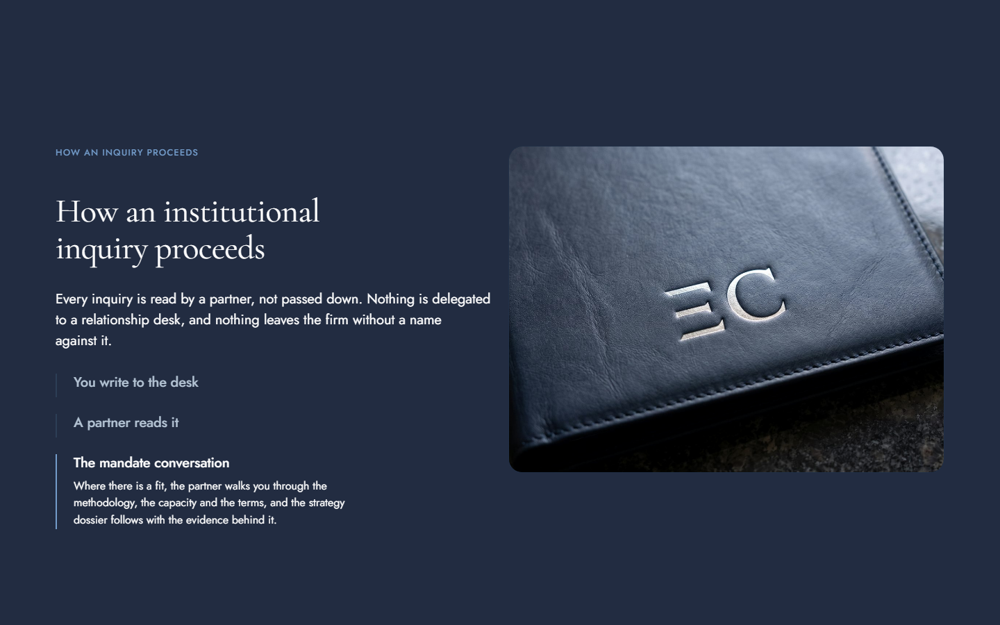 HOW AN INQUIRY PROCEEDS
How an institutional
inquiry proceeds
Every inquiry is read by a partner, not passed down. Nothing is delegated
to a relationship desk, and nothing leaves the firm without a name
against it.
You write to the desk
A partner reads it
The mandate conversation
Where there is a fit, the partner walks you through the
methodology, the capacity and the terms, and the strategy
dossier follows with the evidence behind it.
EC